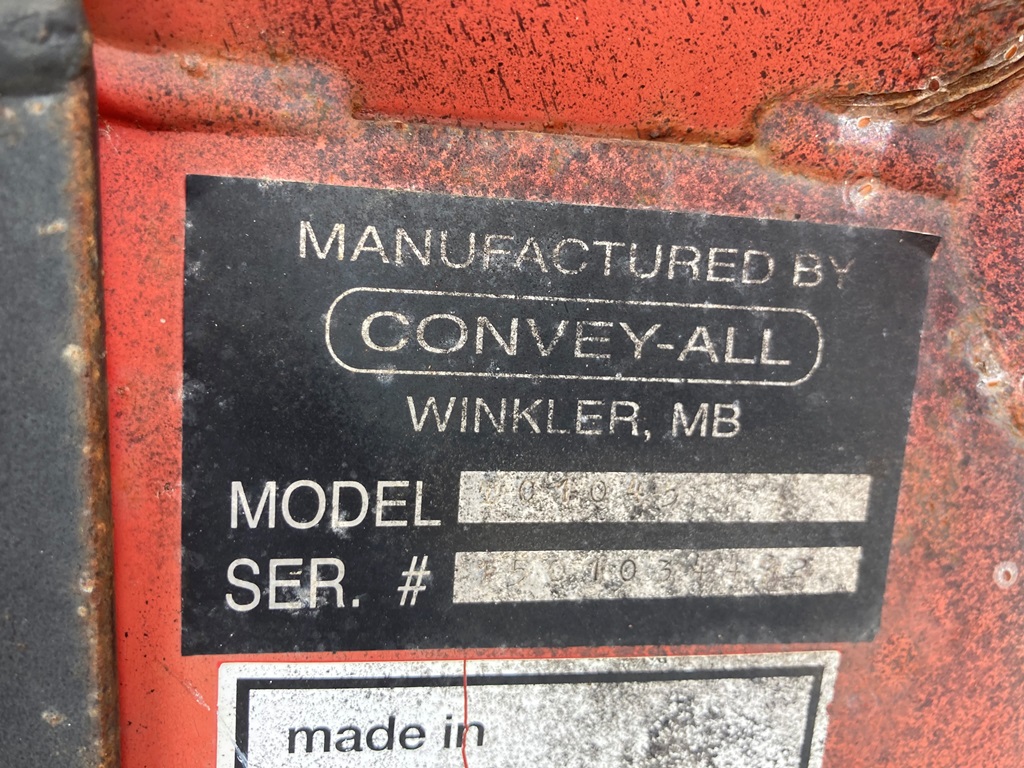 MANUFACTURED BY
CONVEY-ALL
WINKLER, MB
MODEL
SER. #
made in